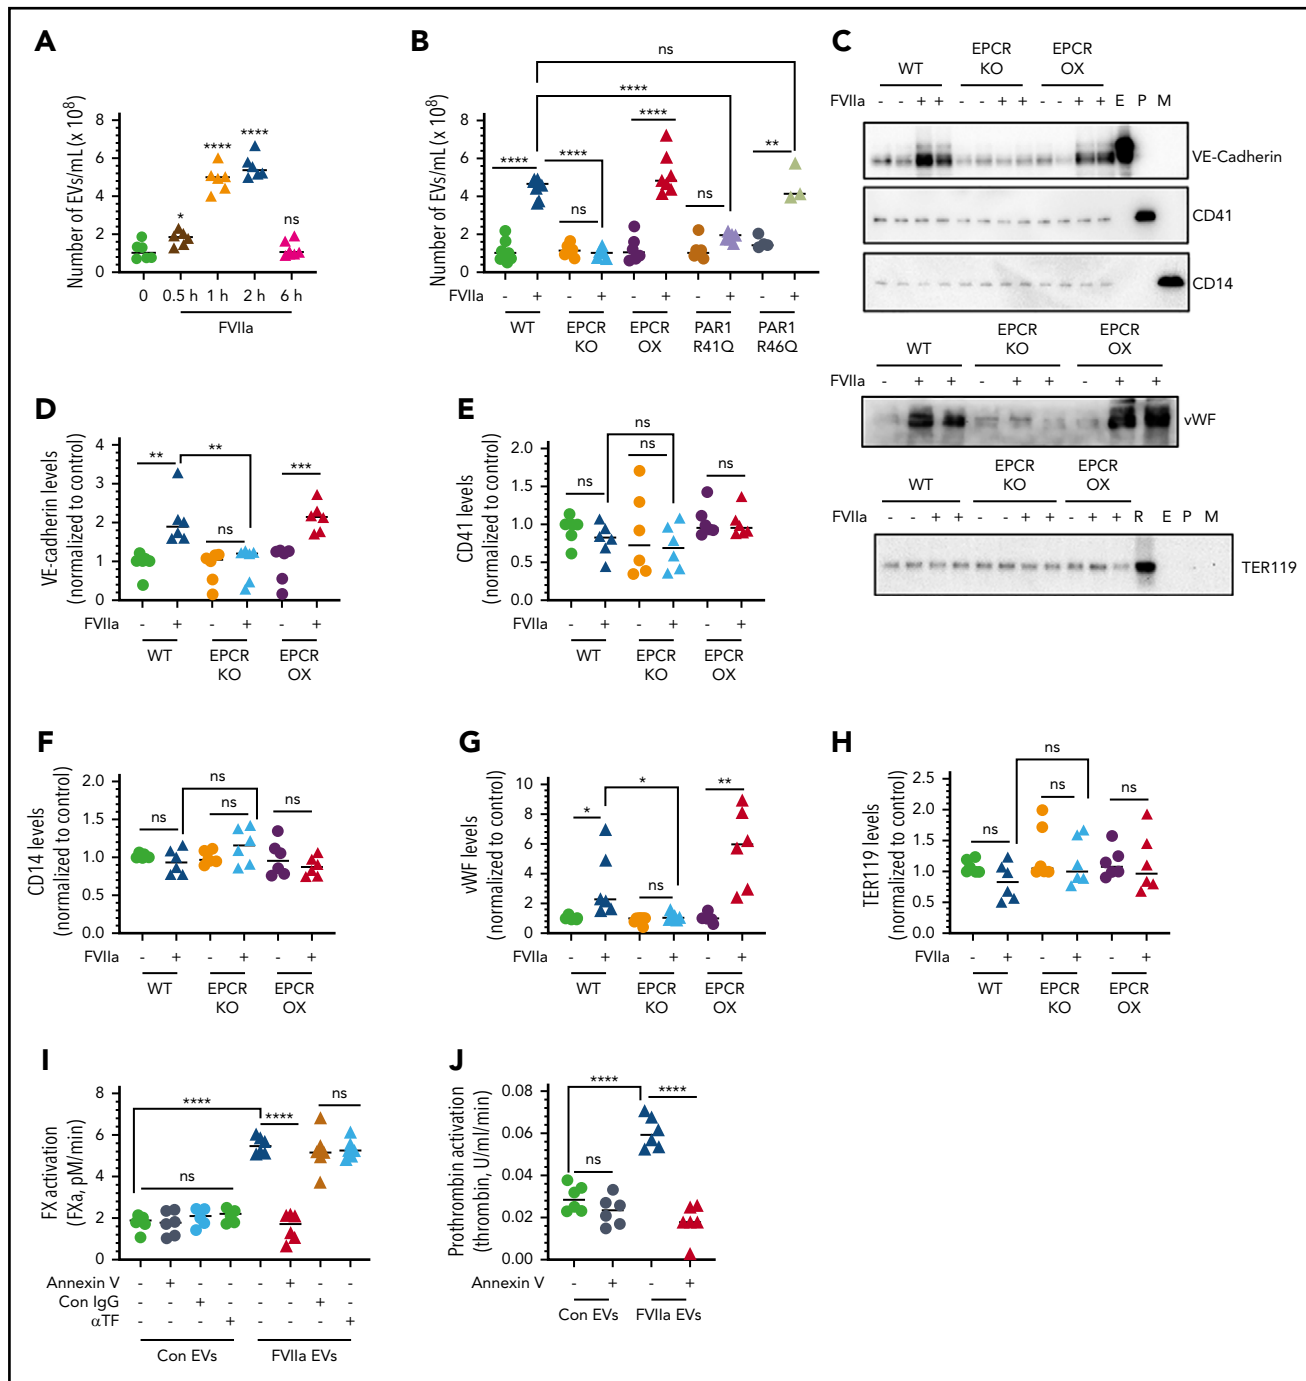 A
Number of EVs/mL (x 10⁸)
8
6
4
2
0
*
****
****
ns
0 0.5 h 1 h 2 h 6 h
FVIIa
B
Number of EVs/mL (x 10⁸)
8
6
4
2
0
ns
****
****
****
****
ns
ns
**
FVIIa - + - + - + - + - +
WT EPCR KO EPCR OX PAR1 R41Q PAR1 R46Q
C
WT EPCR KO EPCR OX
FVIIa - - + + - - + + - - + + E P M
VE-Cadherin
CD41
CD14
WT EPCR KO EPCR OX
FVIIa - + + - + + - + +
vWF
WT EPCR KO EPCR OX
FVIIa - - + + - - + + - + + R E P M
TER119
D
VE-cadherin levels
(normalized to control)
4
3
2
1
0
** ** ns ***
FVIIa - + - + - +
WT EPCR KO EPCR OX
E
CD41 levels
(normalized to control)
2.0
1.5
1.0
0.5
0.0
ns
ns ns ns
FVIIa - + - + - +
WT EPCR KO EPCR OX
F
CD14 levels
(normalized to control)
2.0
1.5
1.0
0.5
0.0
ns
ns ns ns
FVIIa - + - + - +
WT EPCR KO EPCR OX
G
vWF levels
(normalized to control)
10
8
6
4
2
0
* * ns **
FVIIa - + - + - +
WT EPCR KO EPCR OX
H
TER119 levels
(normalized to control)
2.5
2.0
1.5
1.0
0.5
0.0
ns
ns ns ns
FVIIa - + - + - +
WT EPCR KO EPCR OX
I
FX activation
(FXa, pM/min)
8
6
4
2
0
****
ns
****
ns
Annexin V - + - - - + - -
Con IgG - - + - - - + -
αTF - - - + - - - +
Con EVs FVIIa EVs
J
Prothrombin activation
(thrombin, U/ml/min)
0.08
0.06
0.04
0.02
0.00
****
ns
****
Annexin V - + - +
Con EVs FVIIa EVs